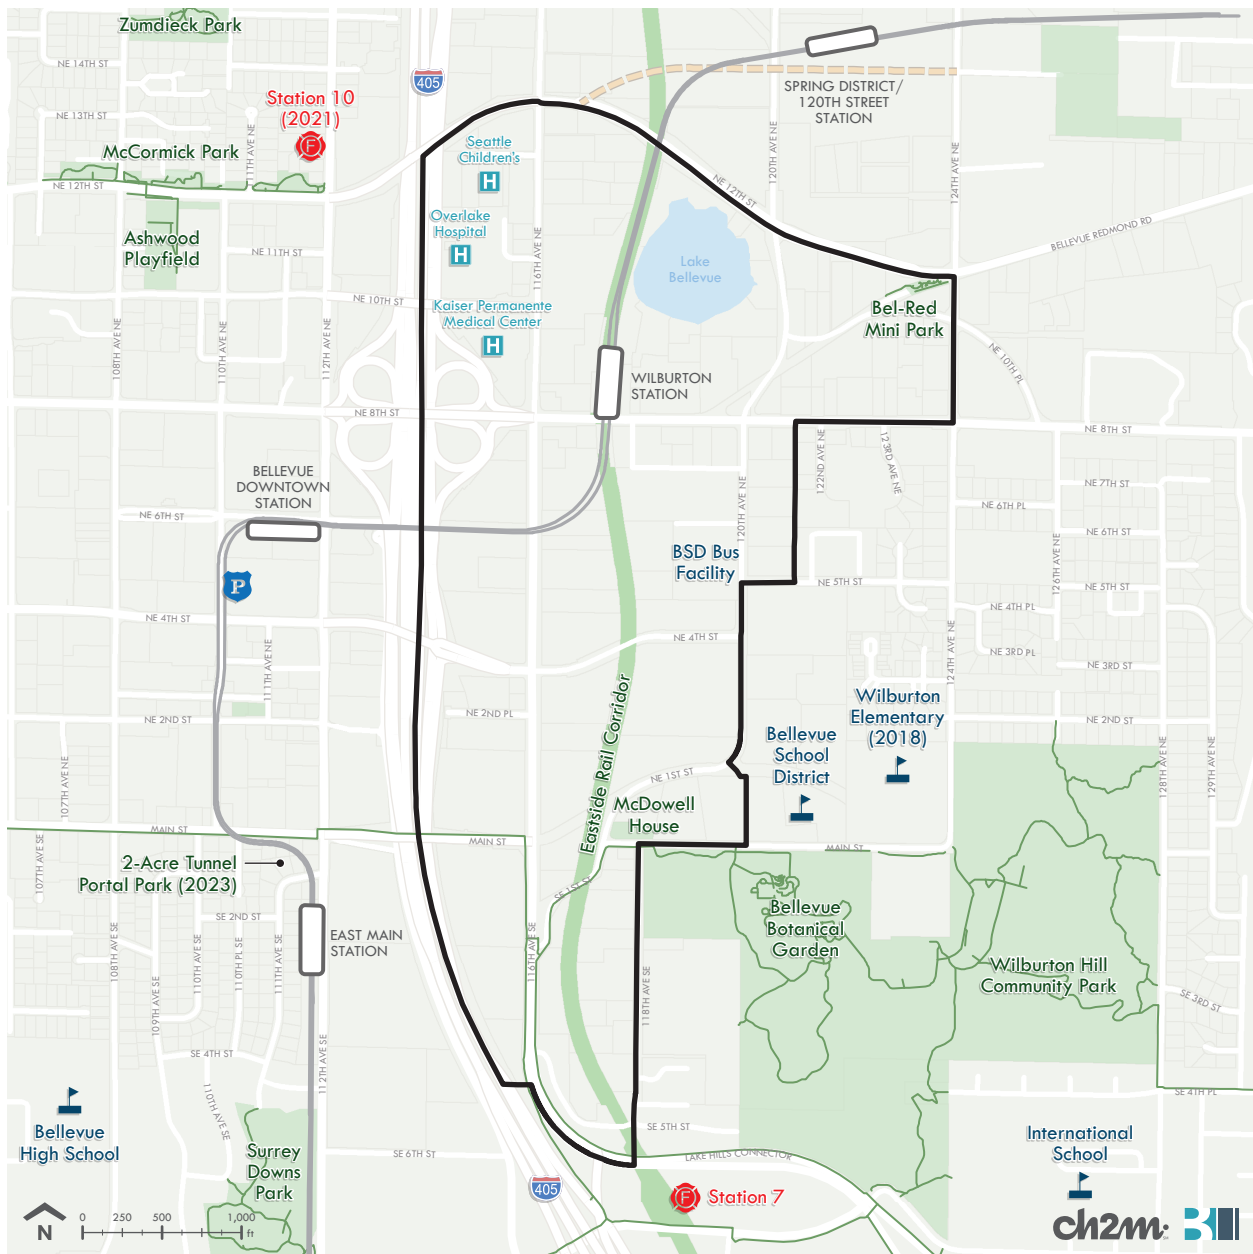 Zumdieck Park
NE 14TH ST
405
Station 10
(2021)
F
NE 13TH ST
McCormick Park
111TH AVE NE
NE 12TH ST
Ashwood
Playfield
NE 11TH ST
SPRING DISTRICT/
120TH STREET
STATION
Seattle
Children's
H
Overlake
Hospital
H
116TH AVE NE
NE 12TH ST
120TH AVE NE
124TH AVE NE
BELLEVUE REDMOND RD
Lake
Bellevue
NE 10TH ST
Kaiser Permanente
Medical Center
H
Bel-Red
Mini Park
NE 10TH PL
108TH AVE NE
110TH AVE NE
112TH AVE NE
WILBURTON
STATION
NE 8TH ST
NE 8TH ST
BELLEVUE
DOWNTOWN
STATION
NE 6TH ST
122ND AVE NE
123RD AVE NE
120TH AVE NE
NE 7TH ST
NE 6TH PL
NE 6TH ST
126TH AVE NE
BSD Bus
Facility
P
NE 5TH ST
NE 5TH ST
NE 4TH PL
NE 4TH ST
NE 4TH ST
NE 3RD PL
NE 3RD ST
111TH AVE NE
124TH AVE NE
Eastside Rail Corridor
NE 2ND ST
NE 2ND PL
NE 2ND ST
Wilburton
Elementary
(2018)
Bellevue
School
District
NE 1ST ST
107TH AVE NE
128TH AVE NE
129TH AVE NE
McDowell
House
MAIN ST
MAIN ST
MAIN ST
107TH AVE SE
2-Acre Tunnel
Portal Park (2023)
SE 1ST ST
SE 2ND ST
Bellevue
Botanical
Garden
EAST MAIN
STATION
108TH AVE SE
109TH AVE SE
110TH AVE SE
110TH PL SE
111TH AVE SE
116TH AVE SE
118TH AVE SE
Wilburton Hill
Community Park
SE 3RD ST
SE 4TH ST
112TH AVE SE
110TH AVE SE
SE 4TH PL
Bellevue
High School
SE 5TH ST
International
School
Surrey
Downs
Park
SE 6TH ST
LAKE HILLS CONNECTOR
405
F
Station 7
N
0 250 500 1,000
ft
ch2m